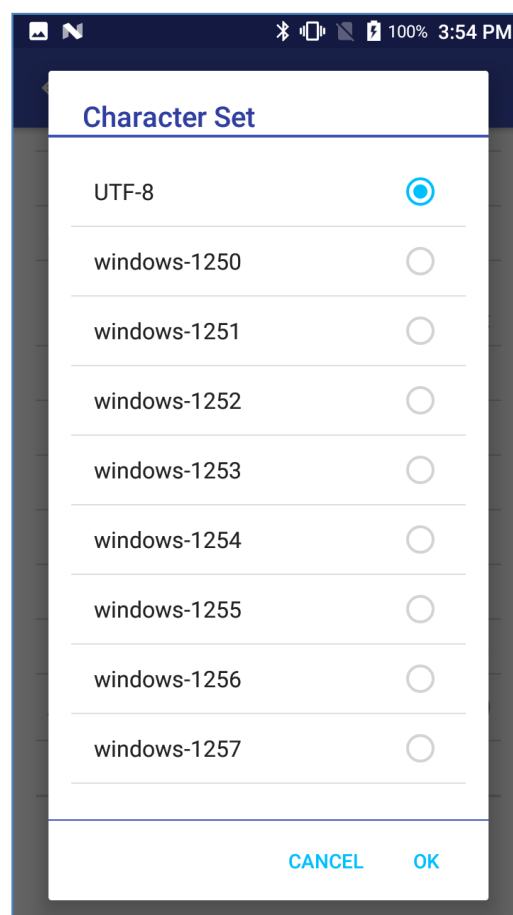 100% 3:54 PM
Character Set
UTF-8
windows-1250
windows-1251
windows-1252
windows-1253
windows-1254
windows-1255
windows-1256
windows-1257
CANCEL OK